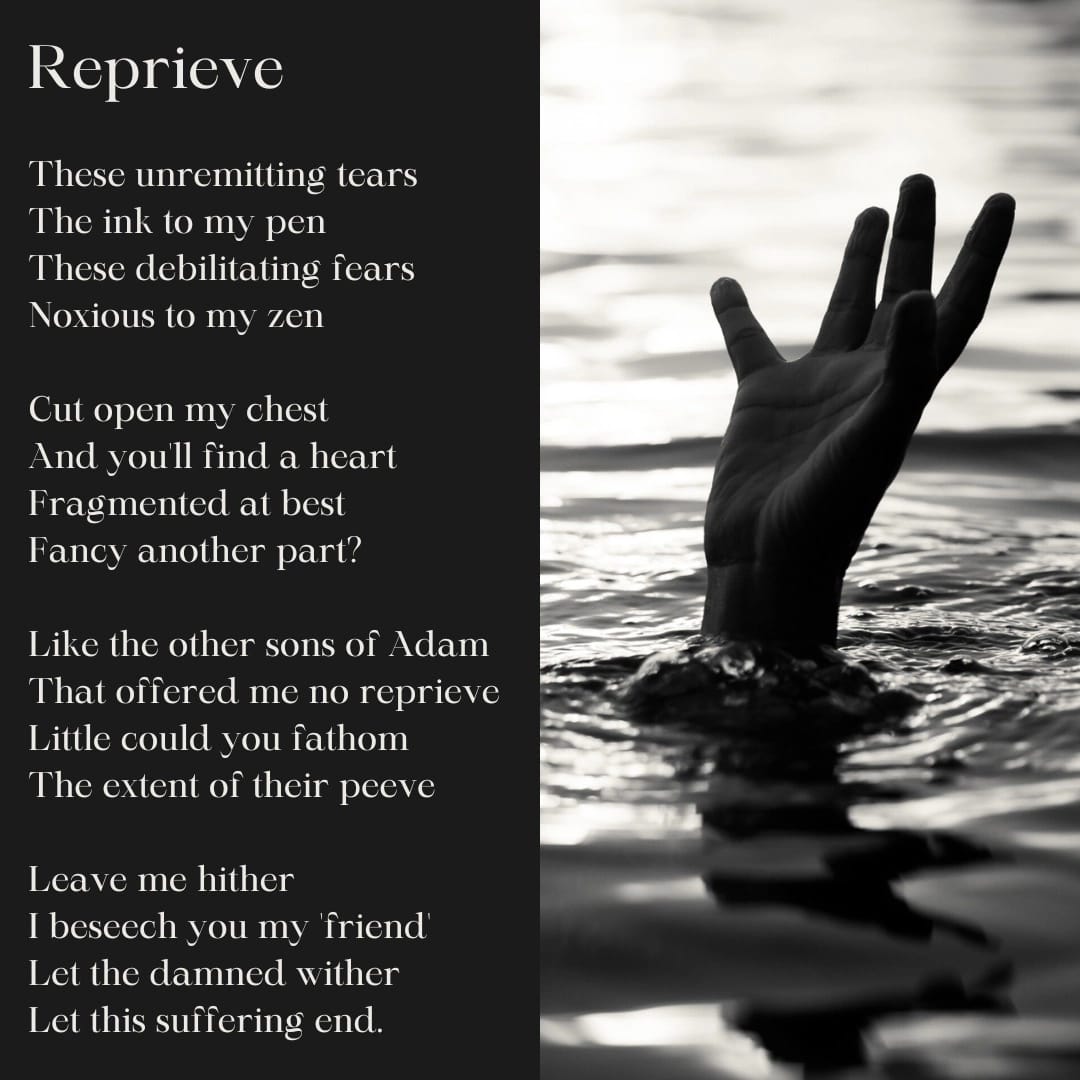 Reprieve
These unremitting tears
The ink to my pen
These debilitating fears
Noxious to my zen
Cut open my chest
And you'll find a heart
Fragmented at best
Fancy another part?
Like the other sons of Adam
That offered me no reprieve
Little could you fathom
The extent of their peeve
Leave me hither
I beseech you my 'friend'
Let the damned wither
Let this suffering end.